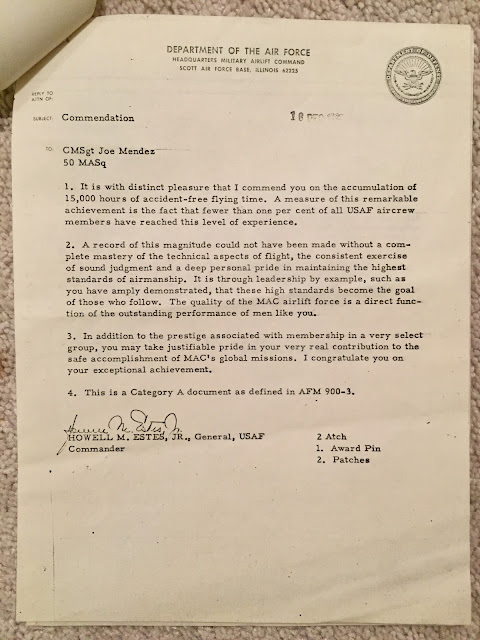 DEPARTMENT OF THE AIR FORCE
HEADQUARTERS MILITARY AIRLIFT COMMAND
SCOTT AIR FORCE BASE, ILLINOIS 62225
REPLY TO
ATTN OF:
SUBJECT: Commendation
DEC
TO: CMSgt Joe Mendez
50 MASq
1. It is with distinct pleasure that I commend you on the accumulation of
15,000 hours of accident-free flying time. A measure of this remarkable
achievement is the fact that fewer than one per cent of all USAF aircrew
members have reached this level of experience.
2. A record of this magnitude could not have been made without a com-
plete mastery of the technical aspects of flight, the consistent exercise
of sound judgment and a deep personal pride in maintaining the highest
standards of airmanship. It is through leadership by example, such as
you have amply demonstrated, that these high standards become the goal
of those who follow. The quality of the MAC airlift force is a direct func-
tion of the outstanding performance of men like you.
3. In addition to the prestige associated with membership in a very select
group, you may take justifiable pride in your very real contribution to the
safe accomplishment of MAC's global missions. I congratulate you on
your exceptional achievement.
4. This is a Category A document as defined in AFM 900-3.
Howell M. Estes, Jr.
HOWELL M. ESTES, JR., General, USAF
Commander
2 Atch
1. Award Pin
2. Patches